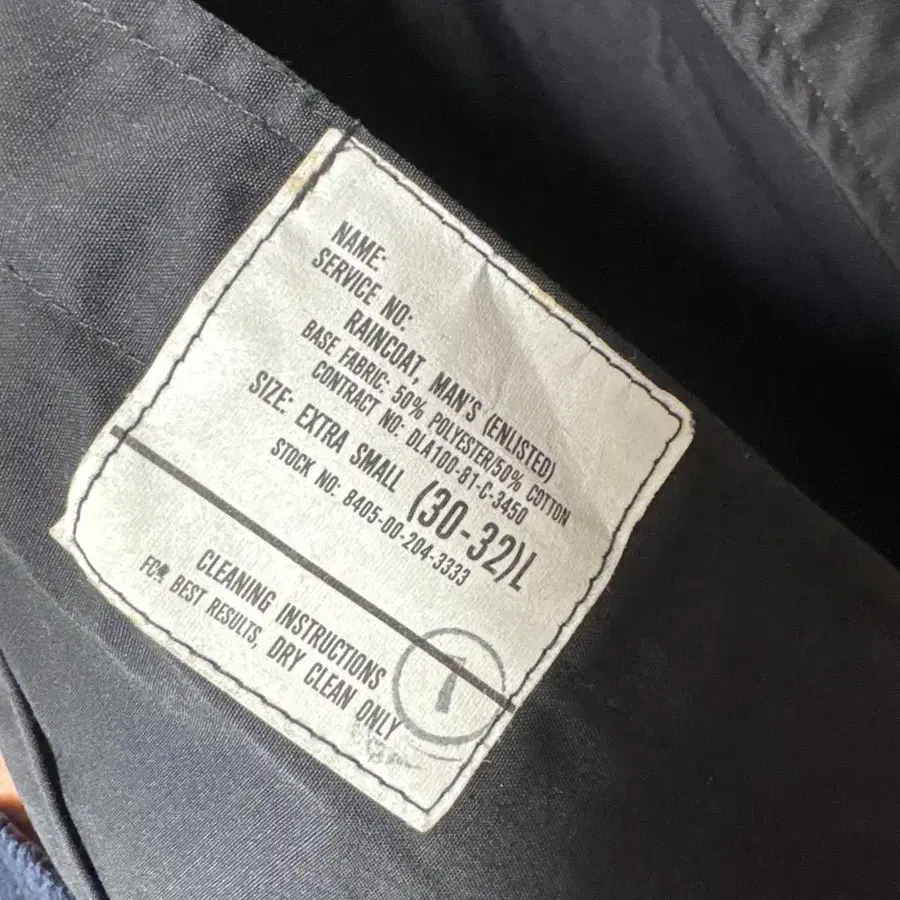 NAME:
SERVICE NO:
RAINCOAT, MAN'S (ENLISTED)
BASE FABRIC: 50% POLYESTER/50% COTTON
CONTRACT NO: DLA100-81-C-3450
SIZE: EXTRA SMALL (30-32)L
STOCK NO: 8405-00-204-3333
CLEANING INSTRUCTIONS
FOR BEST RESULTS, DRY CLEAN ONLY
1